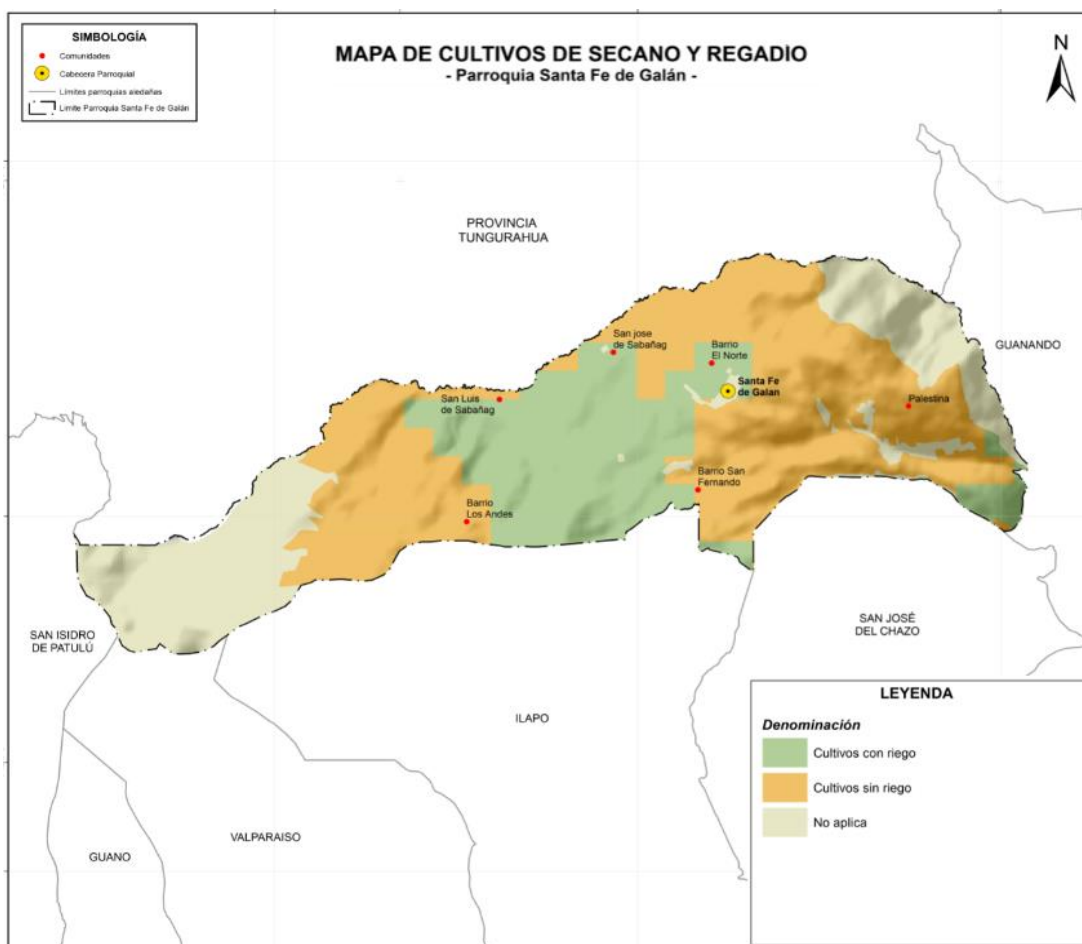 SIMBOLOGÍA
Comunidades
Cabecera Parroquial
Límites parroquias aledañas
Límite Parroquia Santa Fe de Galán
MAPA DE CULTIVOS DE SECANO Y REGADÍO
- Parroquia Santa Fe de Galán -
N
PROVINCIA
TUNGURAHUA
San jose
de Sabañag
Barrio
El Norte
GUANANDO
Santa Fe
de Galan
San Luis
de Sabañag
Palestina
Barrio San
Fernando
Barrio
Los Andes
SAN ISIDRO
DE PATULÚ
SAN JOSÉ
DEL CHAZO
ILAPO
VALPARAISO
GUANO
LEYENDA
Denominación
Cultivos con riego
Cultivos sin riego
No aplica